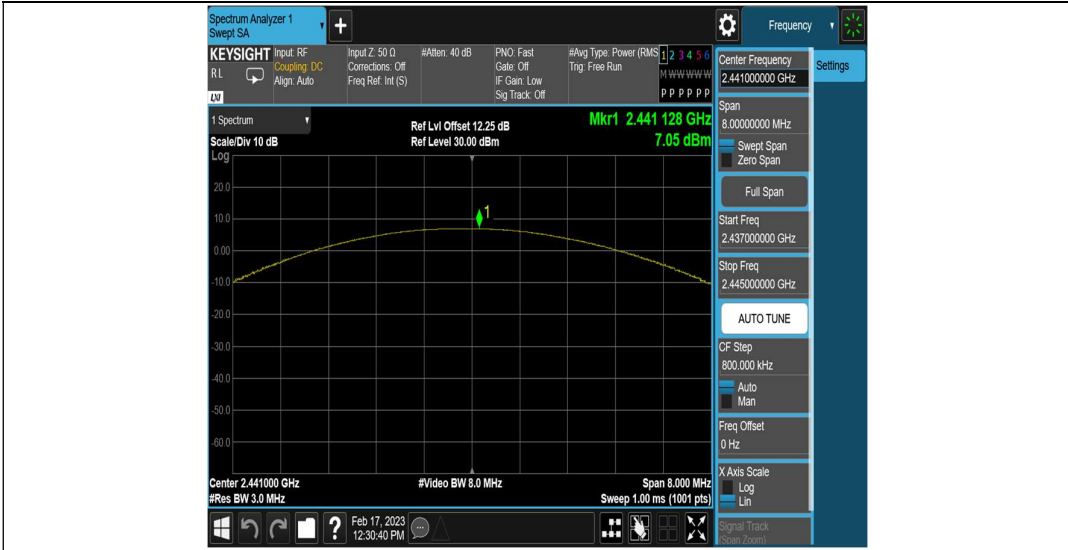 Spectrum Analyzer 1
Swept SA
+
Frequency
KEYSIGHT
RL
LXI
Input: RF
Coupling: DC
Align: Auto
Input Z: 50 Ω
Corrections: Off
Freq Ref: Int (S)
#Atten: 40 dB
PNO: Fast
Gate: Off
IF Gain: Low
Sig Track: Off
#Avg Type: Power (RMS
Trig: Free Run
1 2 3 4 5 6
M W W W W W
P P P P P P
1 Spectrum
Scale/Div 10 dB
Ref Lvl Offset 12.25 dB
Ref Level 30.00 dBm
Mkr1 2.441 128 GHz
7.05 dBm
Log
20.0
10.0
0.00
-10.0
-20.0
-30.0
-40.0
-50.0
-60.0
1
Center 2.441000 GHz
#Res BW 3.0 MHz
#Video BW 8.0 MHz
Span 8.000 MHz
Sweep 1.00 ms (1001 pts)
?
Feb 17, 2023
12:30:40 PM
Settings
Center Frequency
2.441000000 GHz
Span
8.00000000 MHz
Swept Span
Zero Span
Full Span
Start Freq
2.437000000 GHz
Stop Freq
2.445000000 GHz
AUTO TUNE
CF Step
800.000 kHz
Auto
Man
Freq Offset
0 Hz
X Axis Scale
Log
Lin
Signal Track
(Span Zoom)